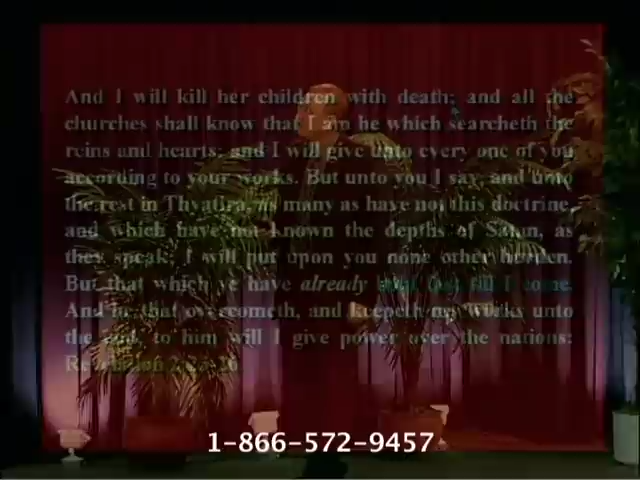 And I will kill her children with death; and all the
churches shall know that I am he which searcheth the
reins and hearts: and I will give unto every one of you
according to your works. But unto you I say, and unto
the rest in Thyatira, as many as have not this doctrine,
and which have not known the depths of Satan, as
they speak; I will put upon you none other burden.
But that which ye have already hold fast till I come.
And he that overcometh, and keepeth my works unto
the end, to him will I give power over the nations:
Revelation 2:23-26
1-866-572-9457